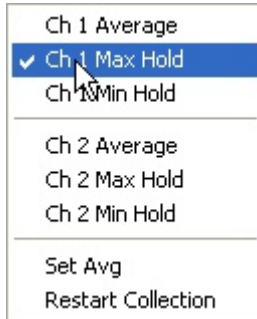 Ch 1 Average
Ch 1 Max Hold
Ch 1 Min Hold
Ch 2 Average
Ch 2 Max Hold
Ch 2 Min Hold
Set Avg
Restart Collection